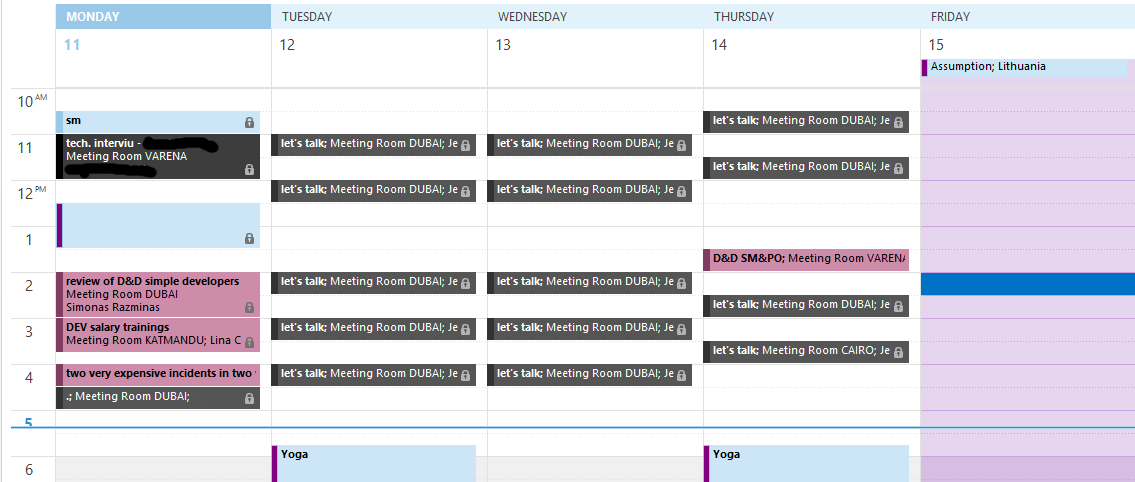 MONDAY TUESDAY WEDNESDAY THURSDAY FRIDAY
11 12 13 14 15
Assumption; Lithuania
10 AM
sm
let's talk; Meeting Room DUBAI; Je
11
tech. interviu -
Meeting Room VARENA
let's talk; Meeting Room DUBAI; Je
let's talk; Meeting Room DUBAI; Je
let's talk; Meeting Room DUBAI; Je
12 PM
let's talk; Meeting Room DUBAI; Je
let's talk; Meeting Room DUBAI; Je
1
D&D SM&PO; Meeting Room VARENA
2
review of D&D simple developers
Meeting Room DUBAI
Simonas Razminas
let's talk; Meeting Room DUBAI; Je
let's talk; Meeting Room DUBAI; Je
let's talk; Meeting Room DUBAI; Je
3
DEV salary trainings
Meeting Room KATMANDU; Lina C
let's talk; Meeting Room DUBAI; Je
let's talk; Meeting Room DUBAI; Je
let's talk; Meeting Room CAIRO; Je
4
two very expensive incidents in two
.; Meeting Room DUBAI;
let's talk; Meeting Room DUBAI; Je
let's talk; Meeting Room DUBAI; Je
5
Yoga
Yoga
6